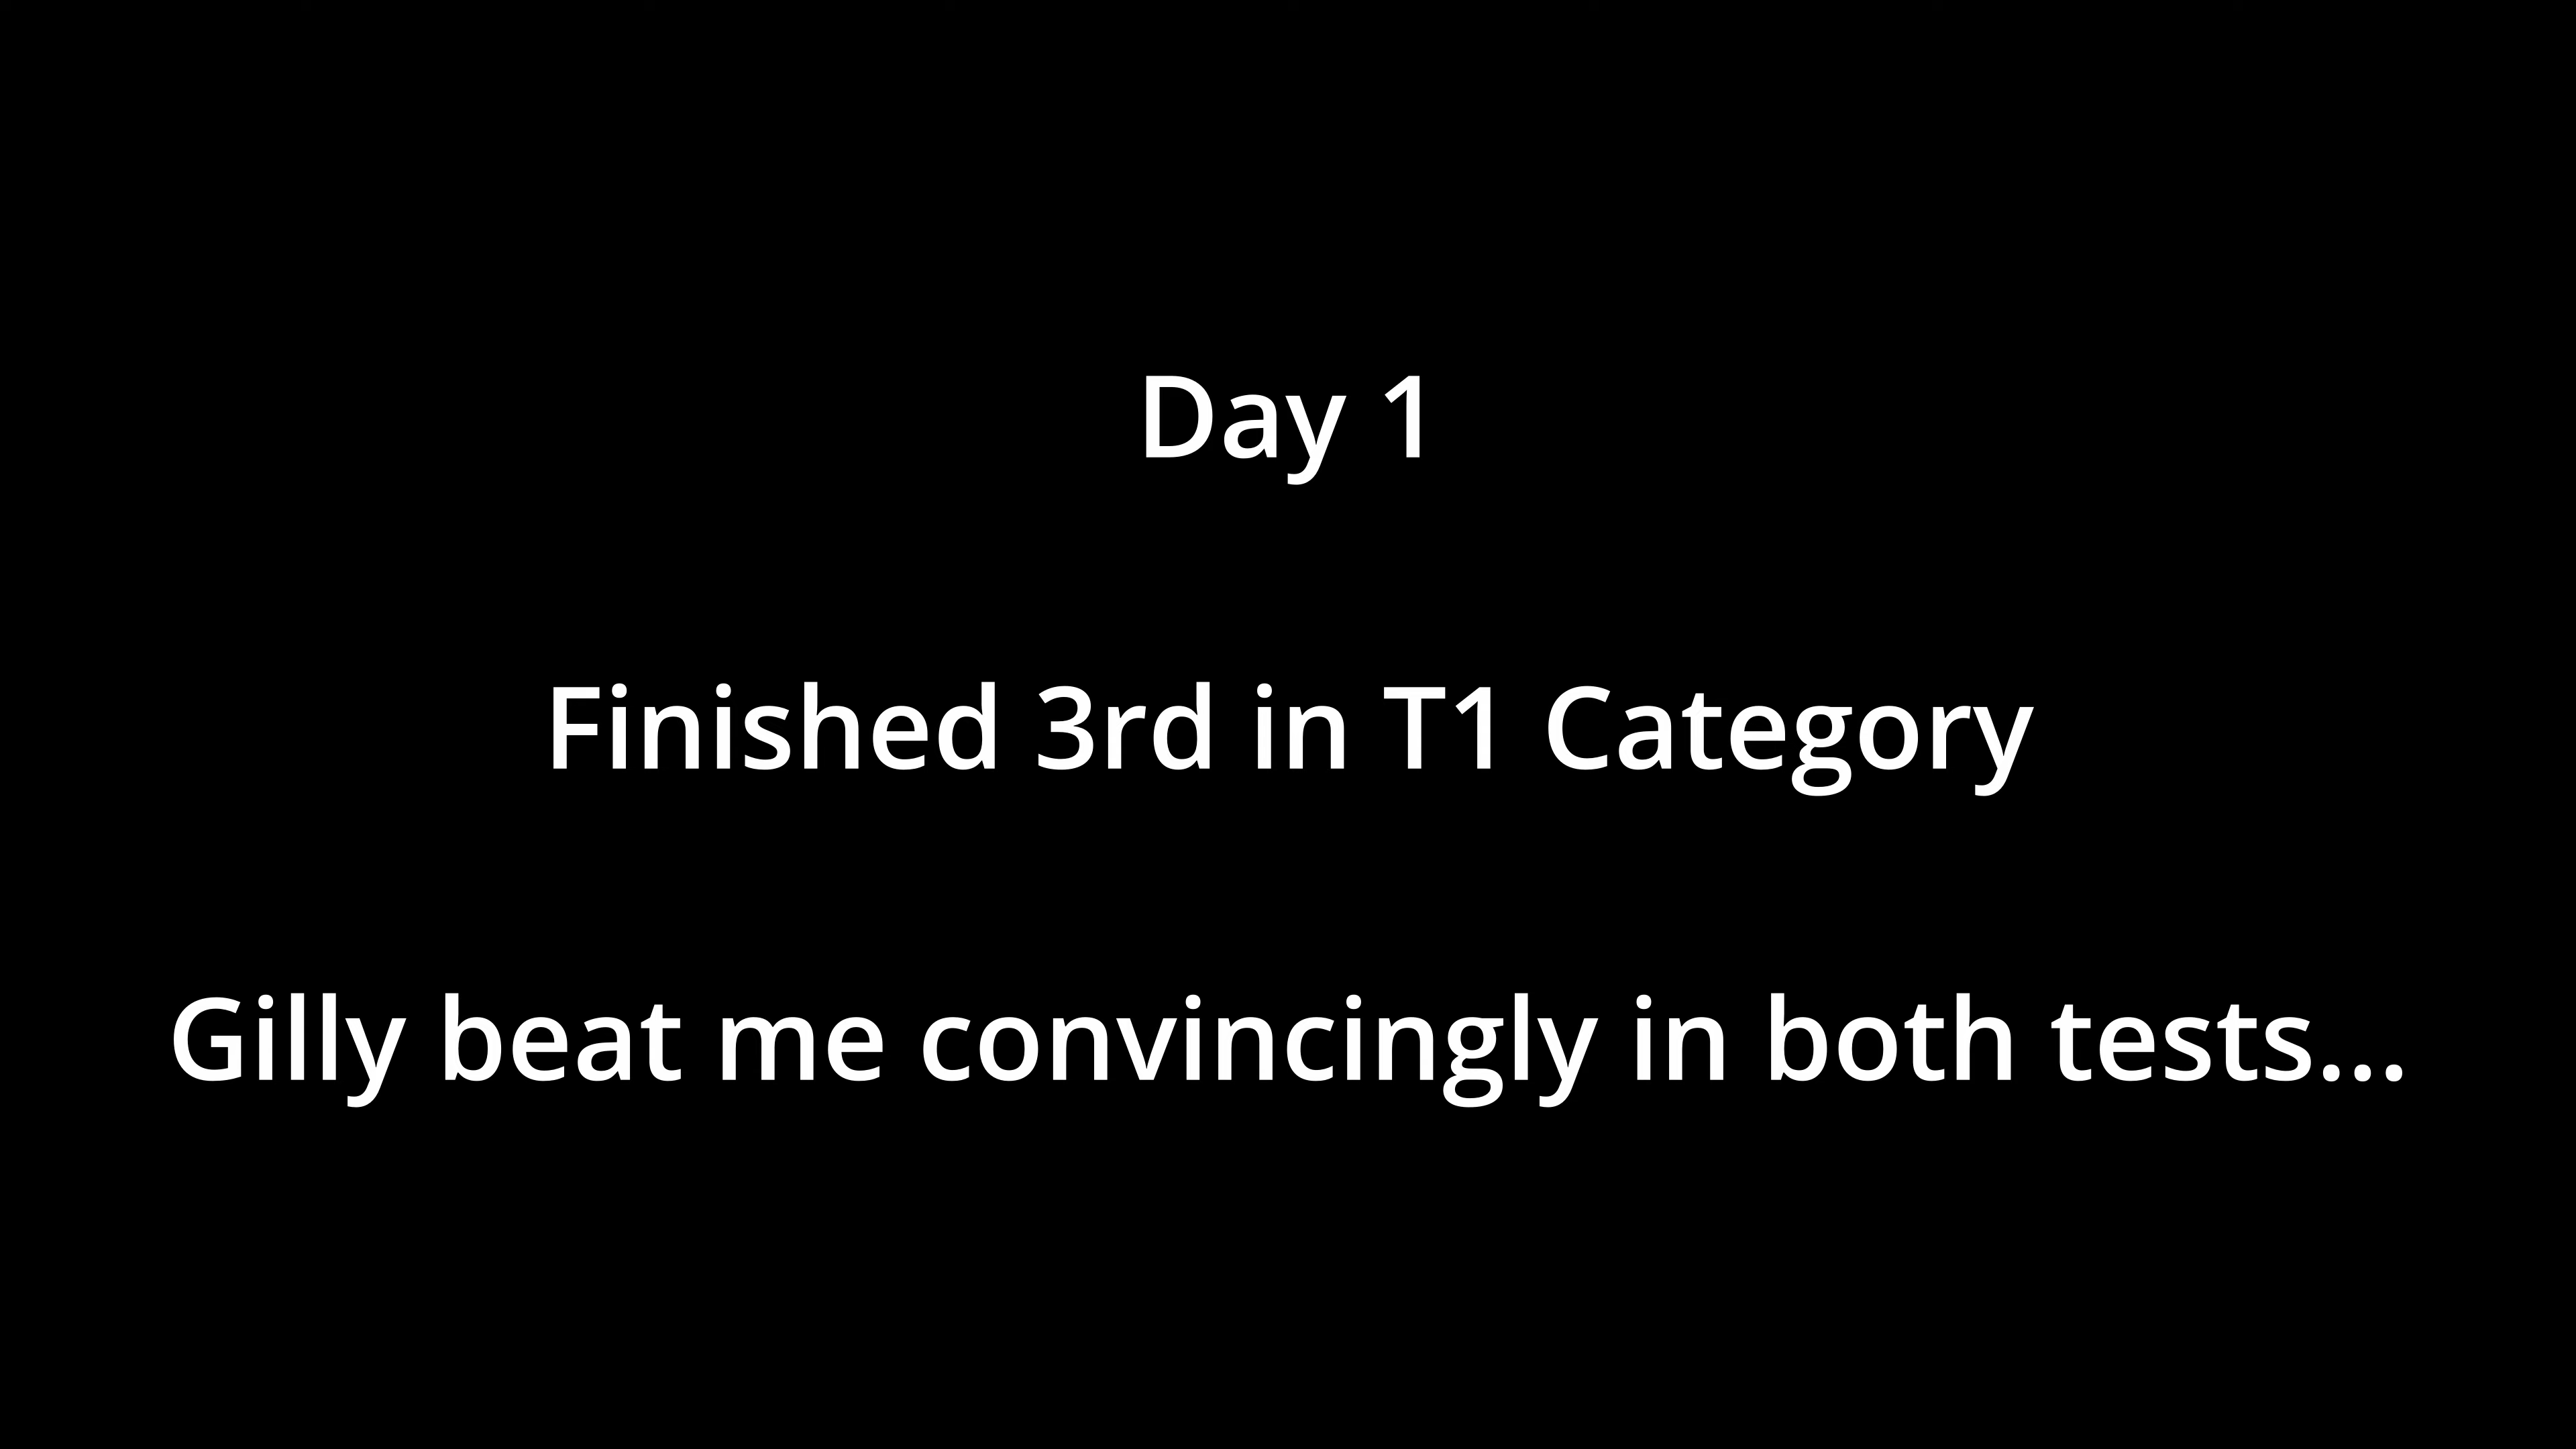 Day 1
Finished 3rd in T1 Category
Gilly beat me convincingly in both tests...